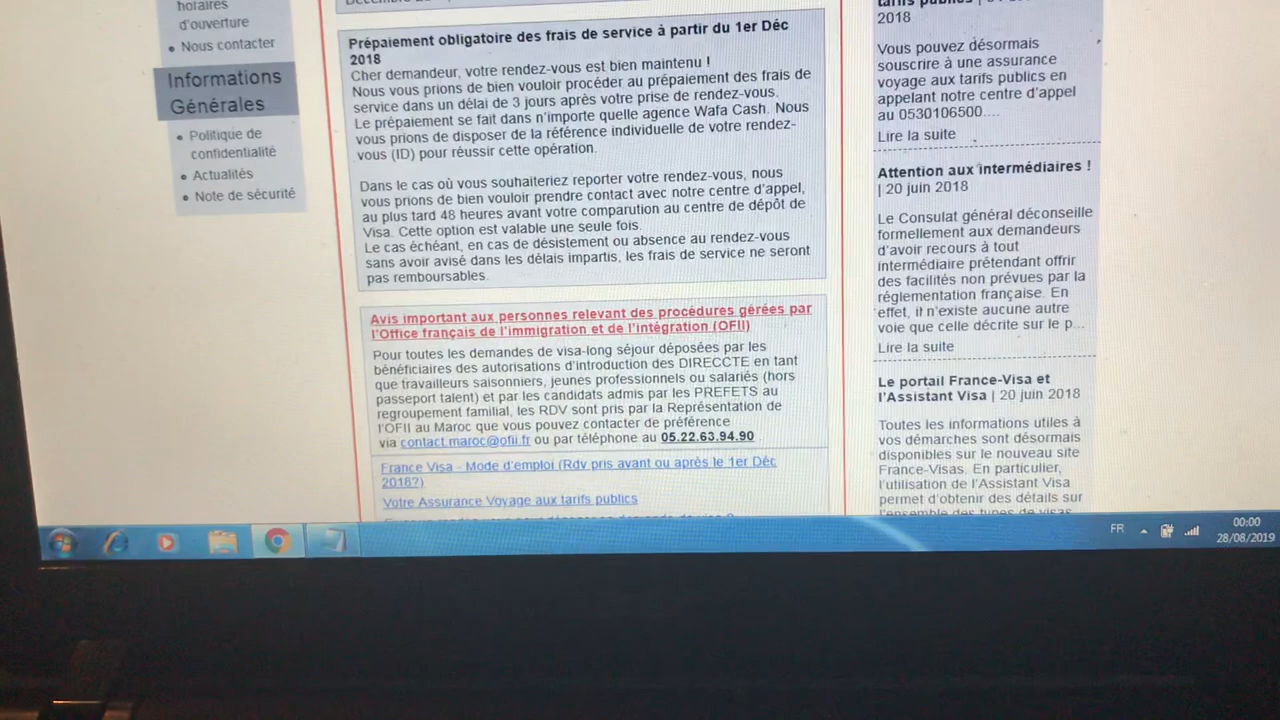 horaires
d'ouverture
Nous contacter
Informations
Générales
Politique de
confidentialité
Actualités
Note de sécurité
Prépaiement obligatoire des frais de service à partir du 1er Déc
2018
Cher demandeur, votre rendez-vous est bien maintenu !
Nous vous prions de bien vouloir procéder au prépaiement des frais de
service dans un délai de 3 jours après votre prise de rendez-vous.
Le prépaiement se fait dans n'importe quelle agence Wafa Cash. Nous
vous prions de disposer de la référence individuelle de votre rendez-
vous (ID) pour réussir cette opération.
Dans le cas où vous souhaiteriez reporter votre rendez-vous, nous
vous prions de bien vouloir prendre contact avec notre centre d'appel,
au plus tard 48 heures avant votre comparution au centre de dépôt de
Visa. Cette option est valable une seule fois.
Le cas échéant, en cas de désistement ou absence au rendez-vous
sans avoir avisé dans les délais impartis, les frais de service ne seront
pas remboursables.
Avis important aux personnes relevant des procédures gérées par
l'Office français de l'immigration et de l'intégration (OFII)
Pour toutes les demandes de visa-long séjour déposées par les
bénéficiaires des autorisations d'introduction des DIRECCTE en tant
que travailleurs saisonniers, jeunes professionnels ou salariés (hors
passeport talent) et par les candidats admis par les PREFETS au
regroupement familial, les RDV sont pris par la Représentation de
l'OFII au Maroc que vous pouvez contacter de préférence
via contact.maroc@ofii.fr ou par téléphone au 05.22.63.94.90
France Visa - Mode d'emploi (Rdv pris avant ou après le 1er Déc
2018?)
Votre Assurance Voyage aux tarifs publics
tarifs publics |
2018
Vous pouvez désormais
souscrire à une assurance
voyage aux tarifs publics en
appelant notre centre d'appel
au 0530106500....
Lire la suite
Attention aux intermédiaires !
| 20 juin 2018
Le Consulat général déconseille
formellement aux demandeurs
d'avoir recours à tout
intermédiaire prétendant offrir
des facilités non prévues par la
réglementation française. En
effet, il n'existe aucune autre
voie que celle décrite sur le p...
Lire la suite
Le portail France-Visa et
l'Assistant Visa | 20 juin 2018
Toutes les informations utiles à
vos démarches sont désormais
disponibles sur le nouveau site
France-Visas. En particulier,
l'utilisation de l'Assistant Visa
permet d'obtenir des détails sur
l'ensemble des types de visas
FR
00:00
28/08/2019